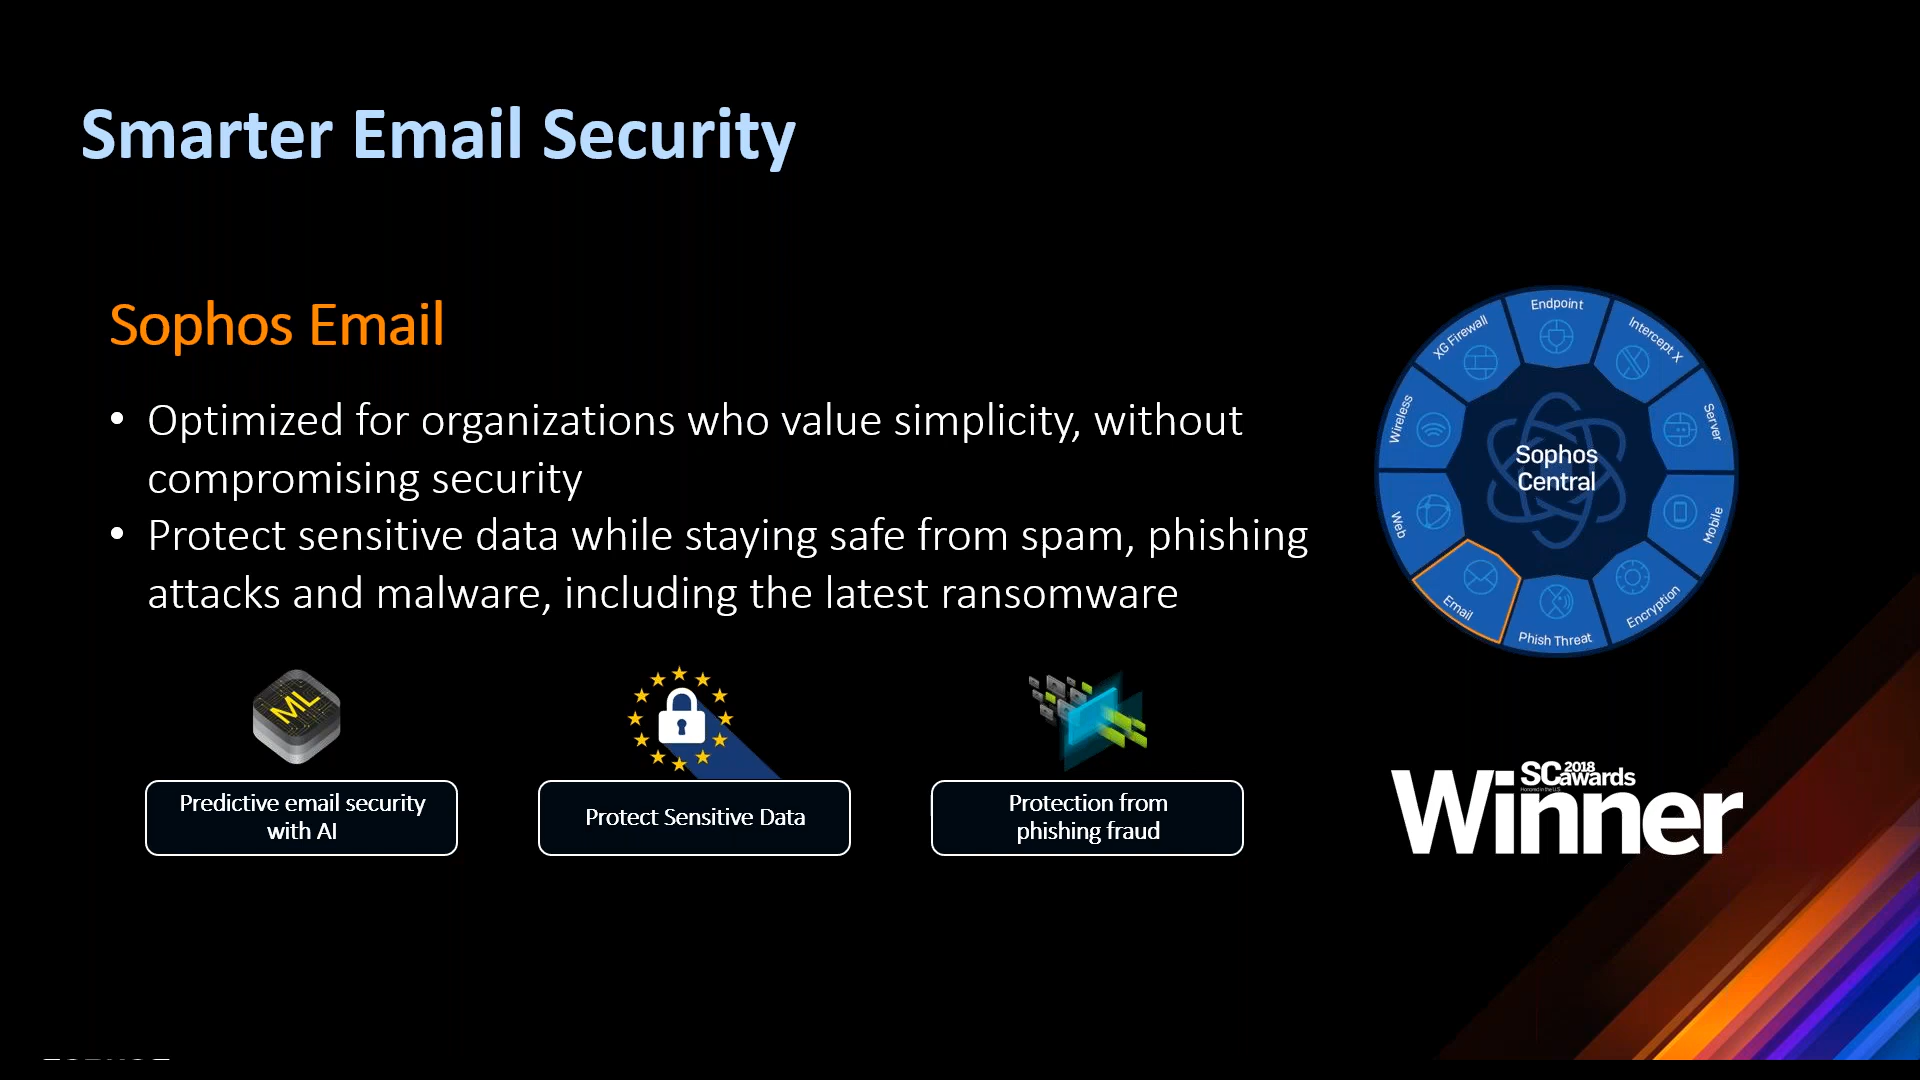 Smarter Email Security
Sophos Email
• Optimized for organizations who value simplicity, without
compromising security
• Protect sensitive data while staying safe from spam, phishing
attacks and malware, including the latest ransomware
ML
Predictive email security
with AI
Protect Sensitive Data
Protection from
phishing fraud
Endpoint
Intercept X
Server
Mobile
Encryption
Phish Threat
Email
Web
Wireless
XG Firewall
Sophos
Central
SC 2018
awards
Honored in the U.S.
Winner